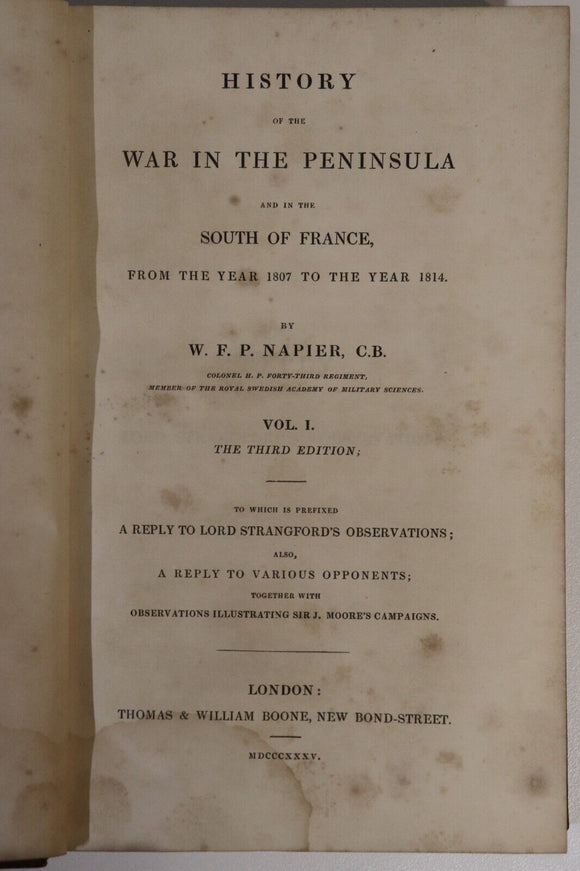 HISTORY
OF THE
WAR IN THE PENINSULA
AND IN THE
SOUTH OF FRANCE,
FROM THE YEAR 1807 TO THE YEAR 1814.
BY
W. F. P. NAPIER, C.B.
COLONEL H. P. FORTY-THIRD REGIMENT,
MEMBER OF THE ROYAL SWEDISH ACADEMY OF MILITARY SCIENCES.
VOL. I.
THE THIRD EDITION;
TO WHICH IS PREFIXED
A REPLY TO LORD STRANGFORD'S OBSERVATIONS;
ALSO,
A REPLY TO VARIOUS OPPONENTS;
TOGETHER WITH
OBSERVATIONS ILLUSTRATING SIR J. MOORE'S CAMPAIGNS.
LONDON:
THOMAS & WILLIAM BOONE, NEW BOND-STREET.
MDCCCXXXV.